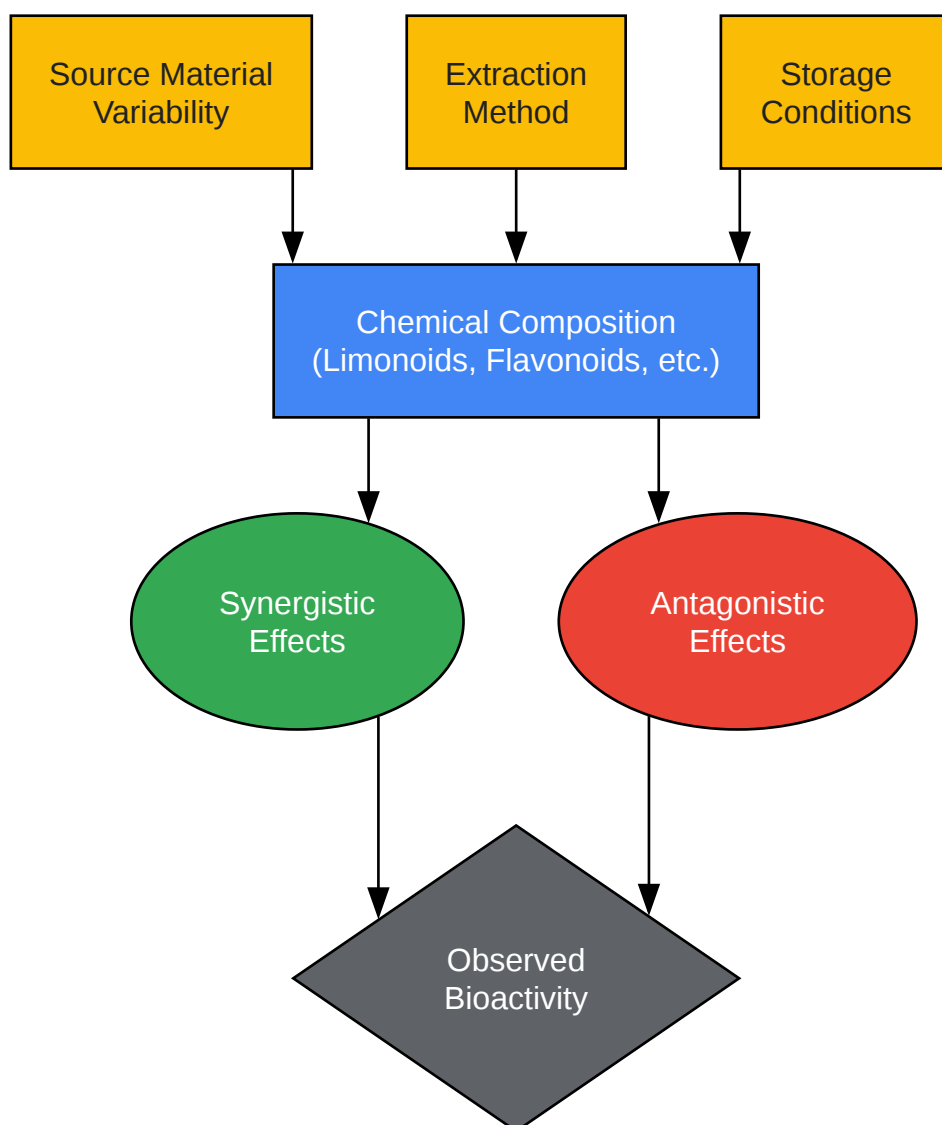 Source Material
Variability
Extraction
Method
Storage
Conditions
Chemical Composition
(Limonoids, Flavonoids, etc.)
Synergistic
Effects
Antagonistic
Effects
Observed
Bioactivity